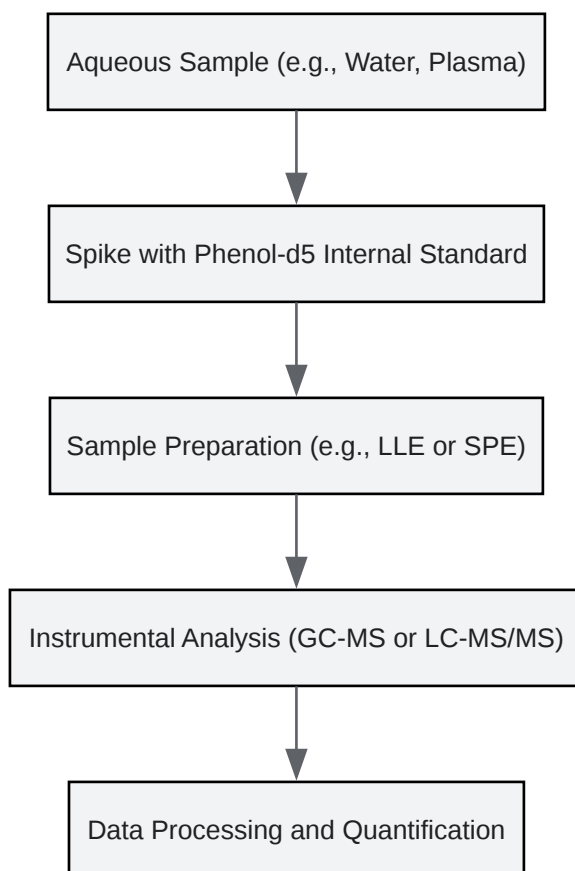 Aqueous Sample (e.g., Water, Plasma)
Spike with Phenol-d5 Internal Standard
Sample Preparation (e.g., LLE or SPE)
Instrumental Analysis (GC-MS or LC-MS/MS)
Data Processing and Quantification